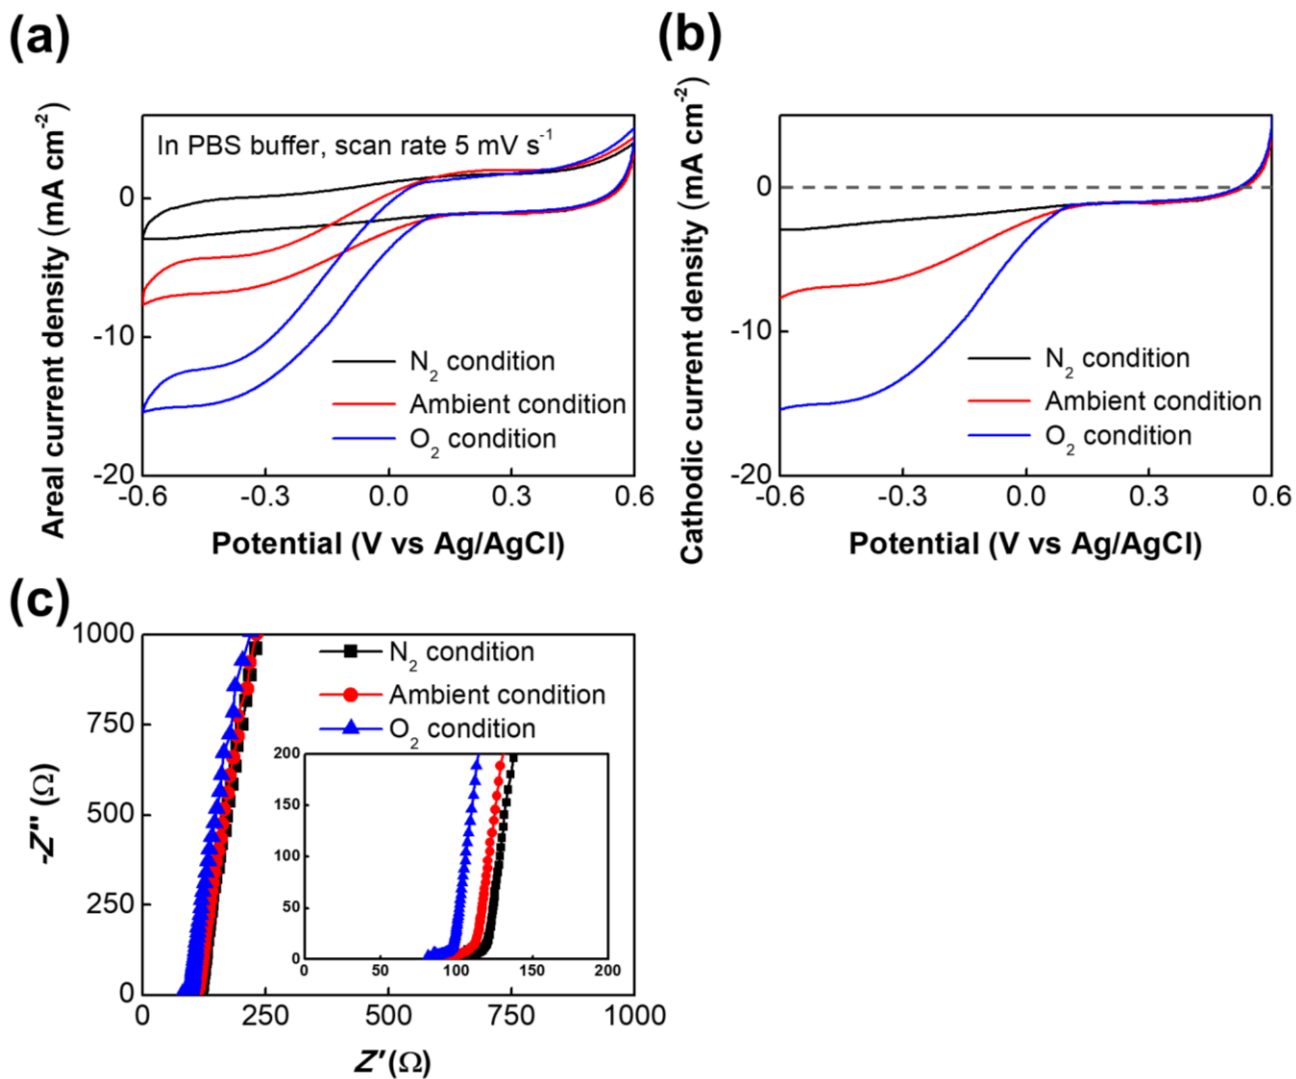 (a)
(b)
Areal current density (mA cm⁻²)
In PBS buffer, scan rate 5 mV s⁻¹
0
-10
-20
N₂ condition
Ambient condition
O₂ condition
-0.6
-0.3
0.0
0.3
0.6
Potential (V vs Ag/AgCl)
Cathodic current density (mA cm⁻²)
0
-10
-20
N₂ condition
Ambient condition
O₂ condition
-0.6
-0.3
0.0
0.3
0.6
Potential (V vs Ag/AgCl)
(c)
-Z" (Ω)
1000
750
500
250
0
N₂ condition
Ambient condition
O₂ condition
200
150
100
50
0
0
50
100
150
200
0
250
500
750
1000
Z' (Ω)